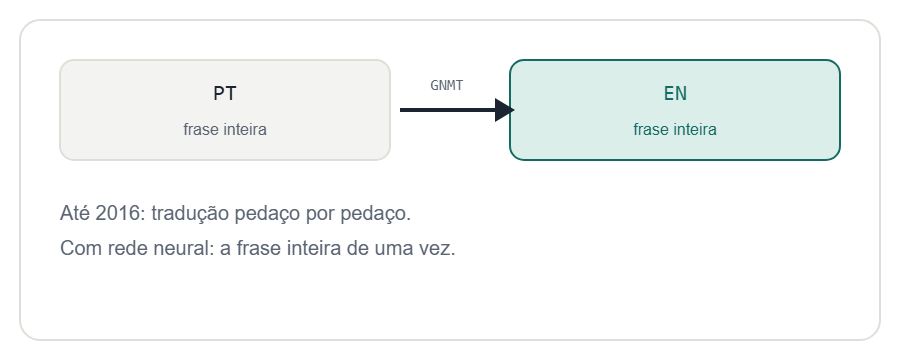 PT
frase inteira
GNMT
EN
frase inteira
Até 2016: tradução pedaço por pedaço.
Com rede neural: a frase inteira de uma vez.